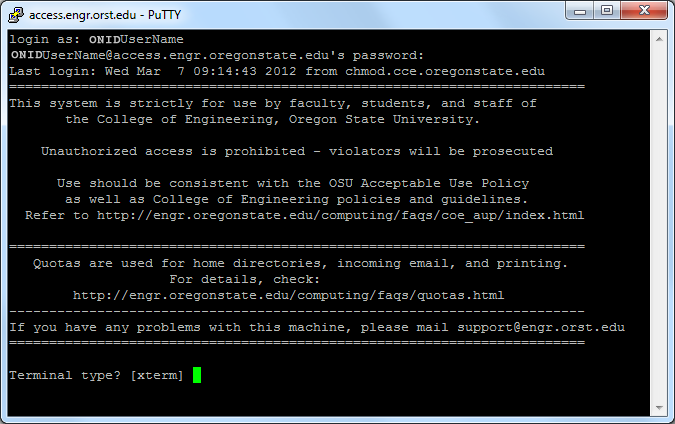 access.engr.orst.edu - PuTTY
login as: ONIDUserName
ONIDUserName@access.engr.oregonstate.edu's password:
Last login: Wed Mar  7 09:14:43 2012 from chmod.cce.oregonstate.edu
========================================================================
This system is strictly for use by faculty, students, and staff of
the College of Engineering, Oregon State University.
Unauthorized access is prohibited - violators will be prosecuted
Use should be consistent with the OSU Acceptable Use Policy
as well as College of Engineering policies and guidelines.
Refer to http://engr.oregonstate.edu/computing/faqs/coe_aup/index.html
========================================================================
Quotas are used for home directories, incoming email, and printing.
For details, check:
http://engr.oregonstate.edu/computing/faqs/quotas.html
------------------------------------------------------------------------
If you have any problems with this machine, please mail support@engr.orst.edu
========================================================================
Terminal type? [xterm]